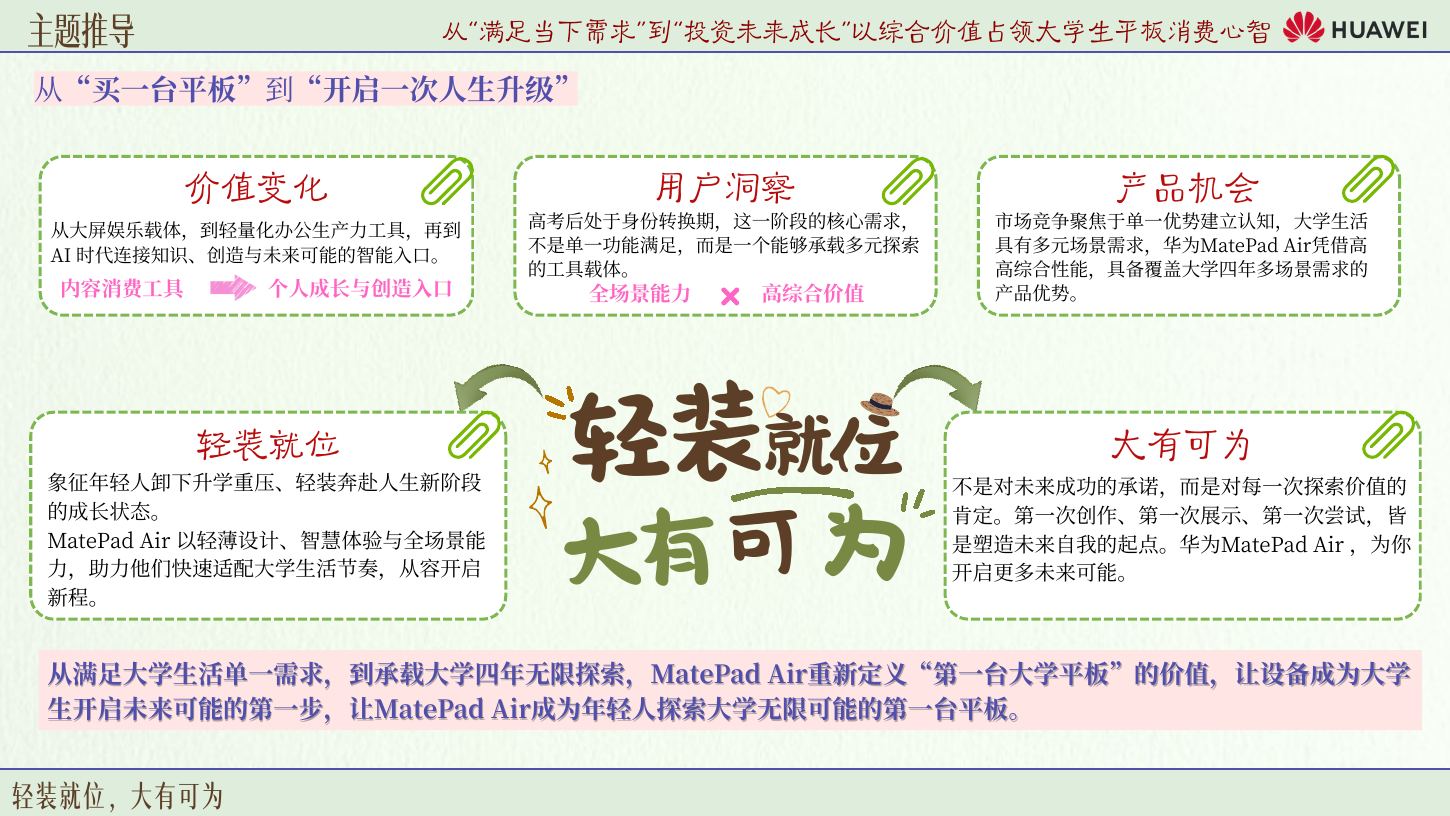 主题推导
从“满足当下需求”到“投资未来成长”以综合价值占领大学生平板消费心智
HUAWEI
从“买一台平板”到“开启一次人生升级”
价值变化
从大屏娱乐载体，到轻量化办公生产力工具，再到
AI 时代连接知识、创造与未来可能的智能入口。
内容消费工具 个人成长与创造入口
用户洞察
高考后处于身份转换期，这一阶段的核心需求，
不是单一功能满足，而是一个能够承载多元探索
的工具载体。
全场景能力 × 高综合价值
产品机会
市场竞争聚焦于单一优势建立认知，大学生活
具有多元场景需求，华为MatePad Air凭借高
高综合性能，具备覆盖大学四年多场景需求的
产品优势。
轻装就位
象征年轻人卸下升学重压、轻装奔赴人生新阶段
的成长状态。
MatePad Air 以轻薄设计、智慧体验与全场景能
力，助力他们快速适配大学生活节奏，从容开启
新程。
轻装就位
大有可为
大有可为
不是对未来成功的承诺，而是对每一次探索价值的
肯定。第一次创作、第一次展示、第一次尝试，皆
是塑造未来自我的起点。华为MatePad Air ，为你
开启更多未来可能。
从满足大学生活单一需求，到承载大学四年无限探索，MatePad Air重新定义“第一台大学平板”的价值，让设备成为大学
生开启未来可能的第一步，让MatePad Air成为年轻人探索大学无限可能的第一台平板。
轻装就位，大有可为